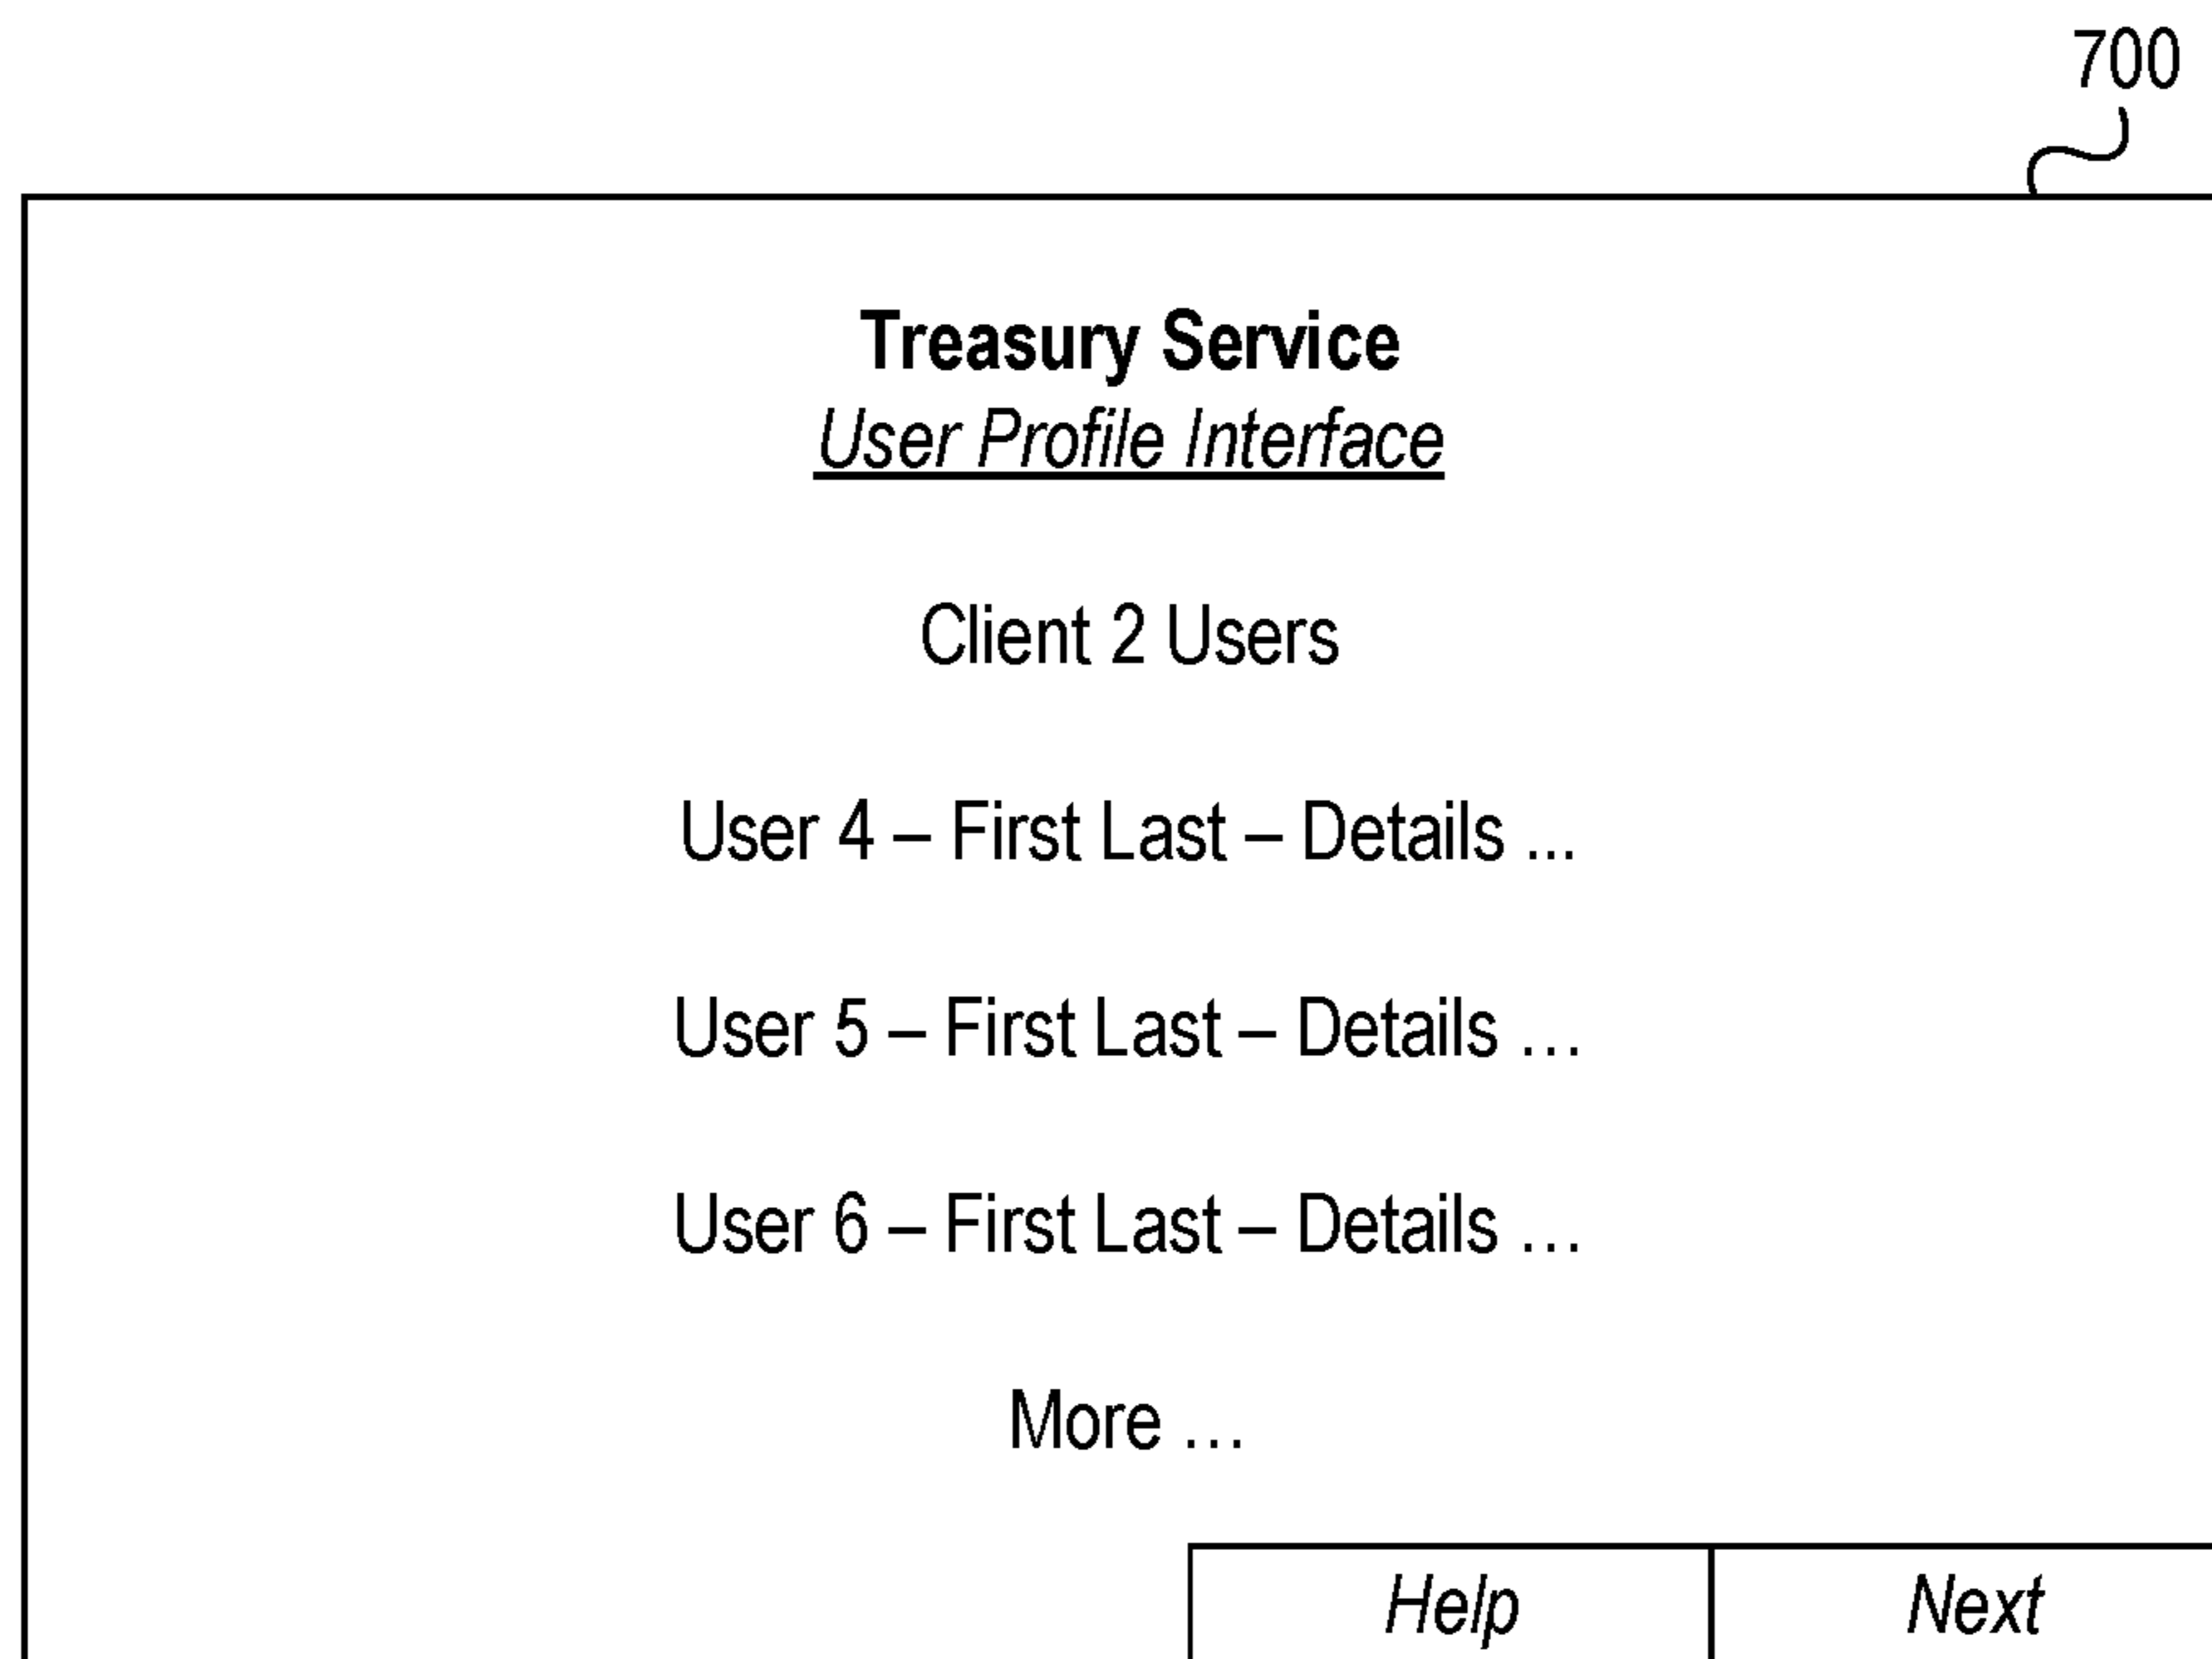 700
Treasury Service
User Profile Interface
Client 2 Users
User 4 – First Last – Details ...
User 5 – First Last – Details …
User 6 – First Last – Details …
More …
Help Next